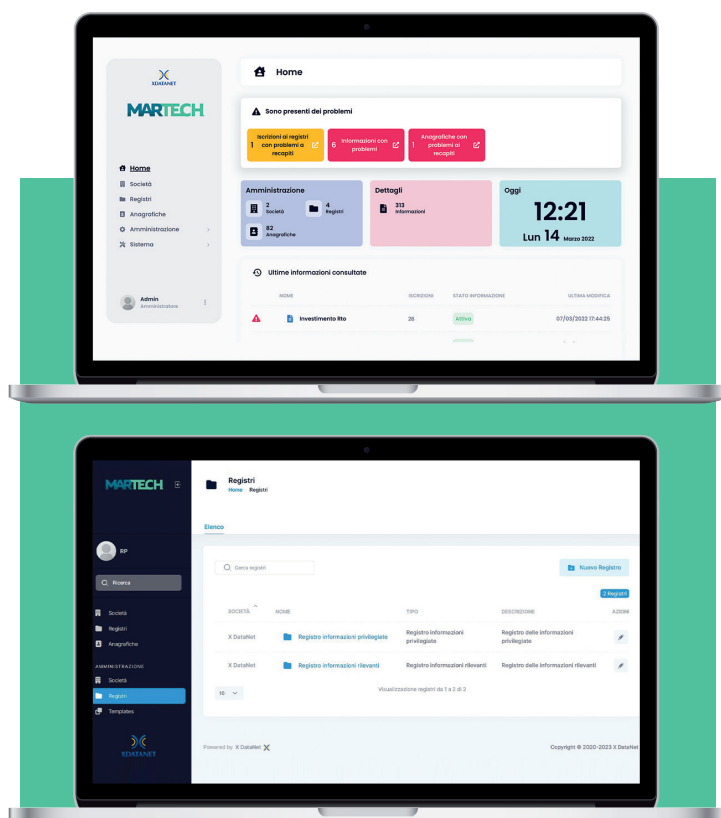 XDATANET
MARTECH
Home
Società
Registri
Anagrafiche
Amministrazione
Sistema
Admin
Amministratore
Home
Sono presenti dei problemi
1 Iscrizioni ai registri con problemi a recapiti
6 Informazioni con problemi
1 Anagrafiche con problemi ai recapiti
Amministrazione
2 Società
4 Registri
82 Anagrafiche
Dettagli
313 Informazioni
Oggi
12:21
Lun 14 Marzo 2022
Ultime informazioni consultate
NOME ISCRIZIONI STATO INFORMAZIONE ULTIMA MODIFICA
Investimento Rto 26 Attiva 07/03/2022 17:44:25
MARTECH
RP
Ricerca
Società
Registri
Anagrafiche
AMMINISTRAZIONE
Società
Registri
Templates
XDATANET
Registri
Home Registri
Elenco
Cerca registri
Nuovo Registro
2 Registri
SOCIETÀ NOME TIPO DESCRIZIONE AZIONI
X DataNet Registro informazioni privilegiate Registro informazioni privilegiate Registro delle informazioni privilegiate
X DataNet Registro informazioni rilevanti Registro informazioni rilevanti Registro delle informazioni rilevanti
10 Visualizzazione registri da 1 a 2 di 2
Powered by X DataNet
Copyright © 2020-2023 X DataNet